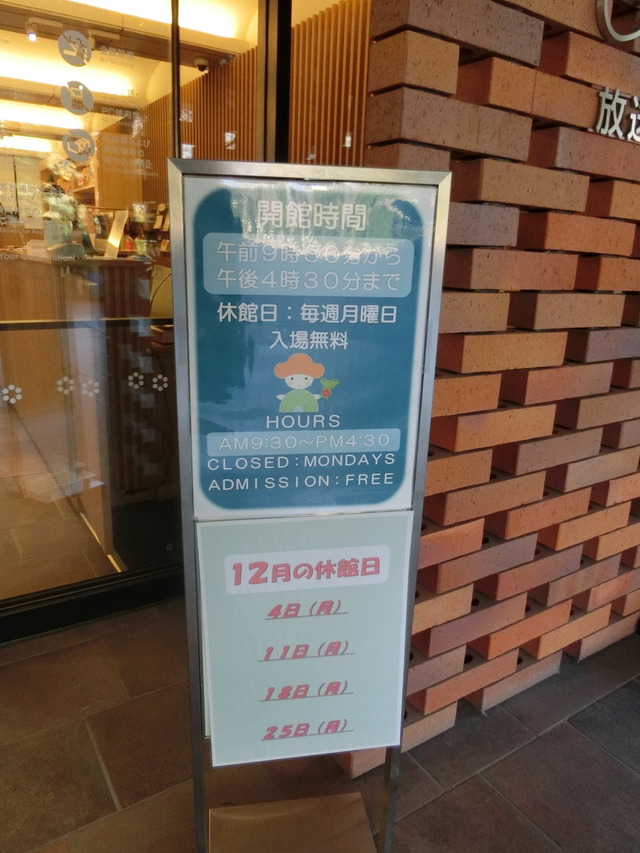 放送
開館時間
午前9時30分から
午後4時30分まで
休館日：毎週月曜日
入場無料
HOURS
AM9:30～PM4:30
CLOSED：MONDAYS
ADMISSION：FREE
12月の休館日
4日（月）
11日（月）
18日（月）
25日（月）